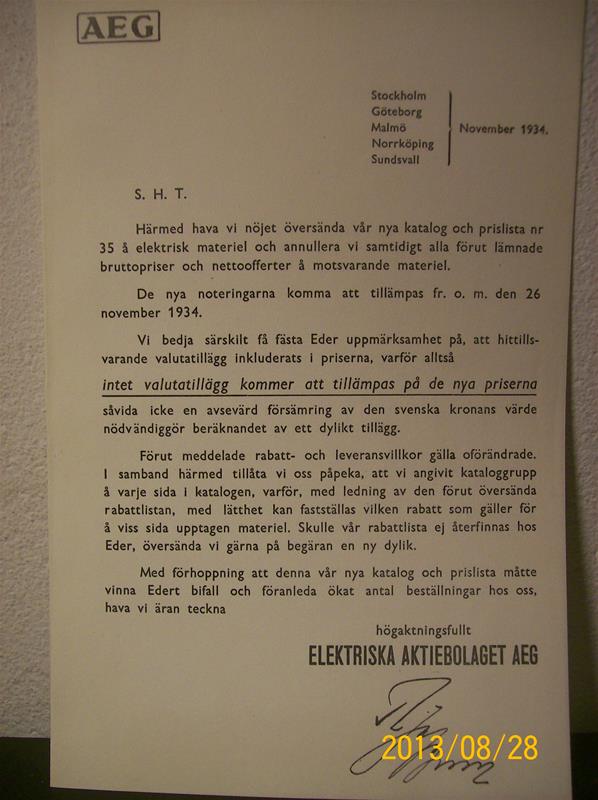 AEG
Stockholm
Göteborg
Malmö
Norrköping
Sundsvall
November 1934.
S. H. T.
Härmed hava vi nöjet översända vår nya katalog och prislista nr
35 å elektrisk materiel och annullera vi samtidigt alla förut lämnade
bruttopriser och nettoofferter å motsvarande materiel.
De nya noteringarna komma att tillämpas fr. o. m. den 26
november 1934.
Vi bedja särskilt få fästa Eder uppmärksamhet på, att hittills-
varande valutatillägg inkluderats i priserna, varför alltså
intet valutatillägg kommer att tillämpas på de nya priserna
såvida icke en avsevärd försämring av den svenska kronans värde
nödvändiggör beräknandet av ett dylikt tillägg.
Förut meddelade rabatt- och leveransvillkor gälla oförändrade.
I samband härmed tillåta vi oss påpeka, att vi angivit kataloggrupp
å varje sida i katalogen, varför, med ledning av den förut översända
rabattlistan, med lätthet kan fastställas vilken rabatt som gäller för
å viss sida upptagen materiel. Skulle vår rabattlista ej återfinnas hos
Eder, översända vi gärna på begäran en ny dylik.
Med förhoppning att denna vår nya katalog och prislista måtte
vinna Edert bifall och föranleda ökat antal beställningar hos oss,
hava vi äran teckna
högaktningsfullt
ELEKTRISKA AKTIEBOLAGET AEG
2013/08/28